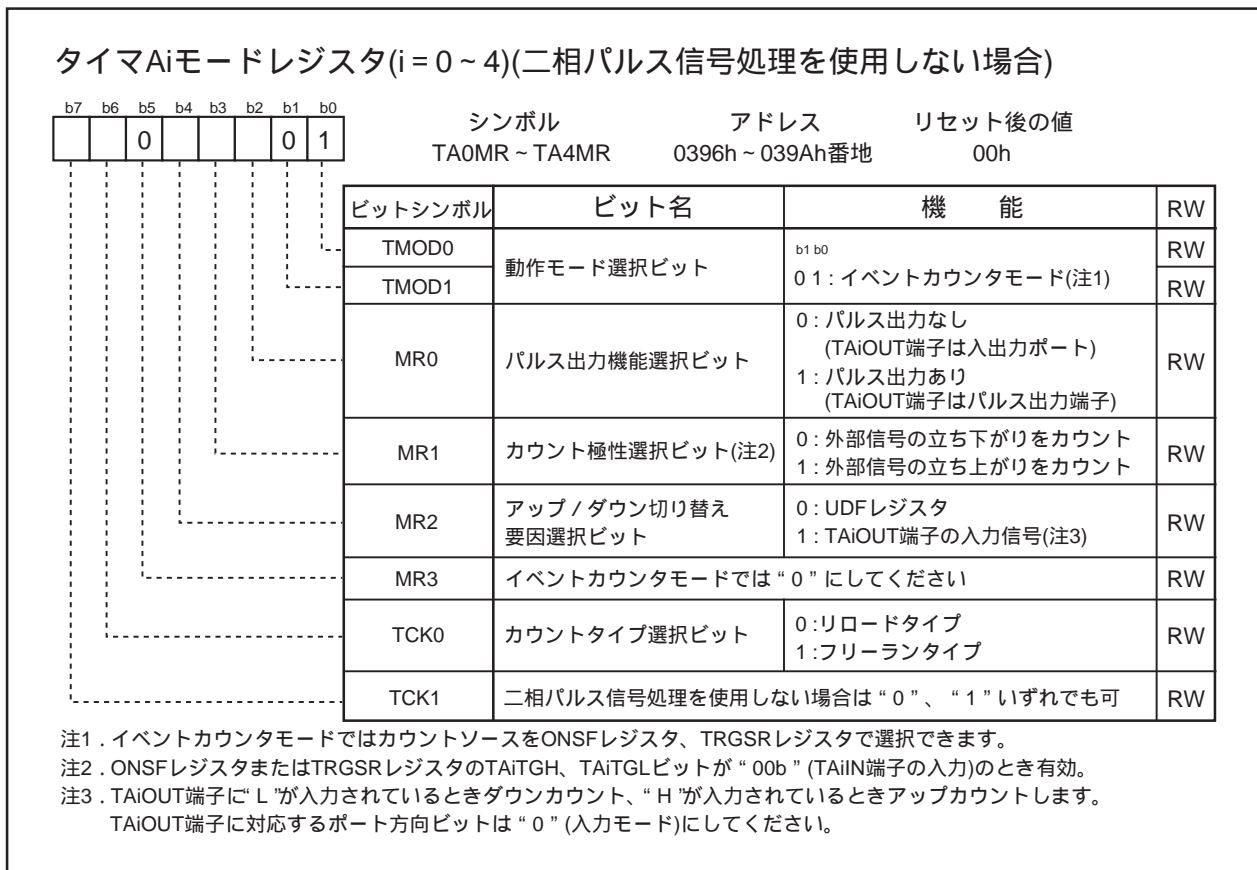 タイマAiモードレジスタ(i = 0 ~ 4)(二相パルス信号処理を使用しない場合)
b7 b6 b5 b4 b3 b2 b1 b0
0 0 1
シンボル アドレス リセット後の値
TA0MR ~ TA4MR 0396h ~ 039Ah番地 00h
ビットシンボル ビット名 機 能 RW
TMOD0 動作モード選択ビット b1 b0 RW
TMOD1 0 1 : イベントカウンタモード(注1) RW
MR0 パルス出力機能選択ビット 0 : パルス出力なし
(TAiOUT端子は入出力ポート)
1 : パルス出力あり
(TAiOUT端子はパルス出力端子) RW
MR1 カウント極性選択ビット(注2) 0 : 外部信号の立ち下がりをカウント
1 : 外部信号の立ち上がりをカウント RW
MR2 アップ / ダウン切り替え
要因選択ビット 0 : UDFレジスタ
1 : TAiOUT端子の入力信号(注3) RW
MR3 イベントカウンタモードでは “ 0 ” にしてください RW
TCK0 カウントタイプ選択ビット 0 :リロードタイプ
1 :フリーランタイプ RW
TCK1 二相パルス信号処理を使用しない場合は “ 0 ” 、 “ 1 ” いずれでも可 RW
注1 . イベントカウンタモードではカウントソースをONSFレジスタ、TRGSRレジスタで選択できます。
注2 . ONSFレジスタまたはTRGSRレジスタのTAiTGH、TAiTGLビットが “ 00b ” (TAiIN端子の入力)のとき有効。
注3 . TAiOUT端子に“ L ”が入力されているときダウンカウント、“ H ”が入力されているときアップカウントします。
TAiOUT端子に対応するポート方向ビットは “ 0 ” (入力モード)にしてください。